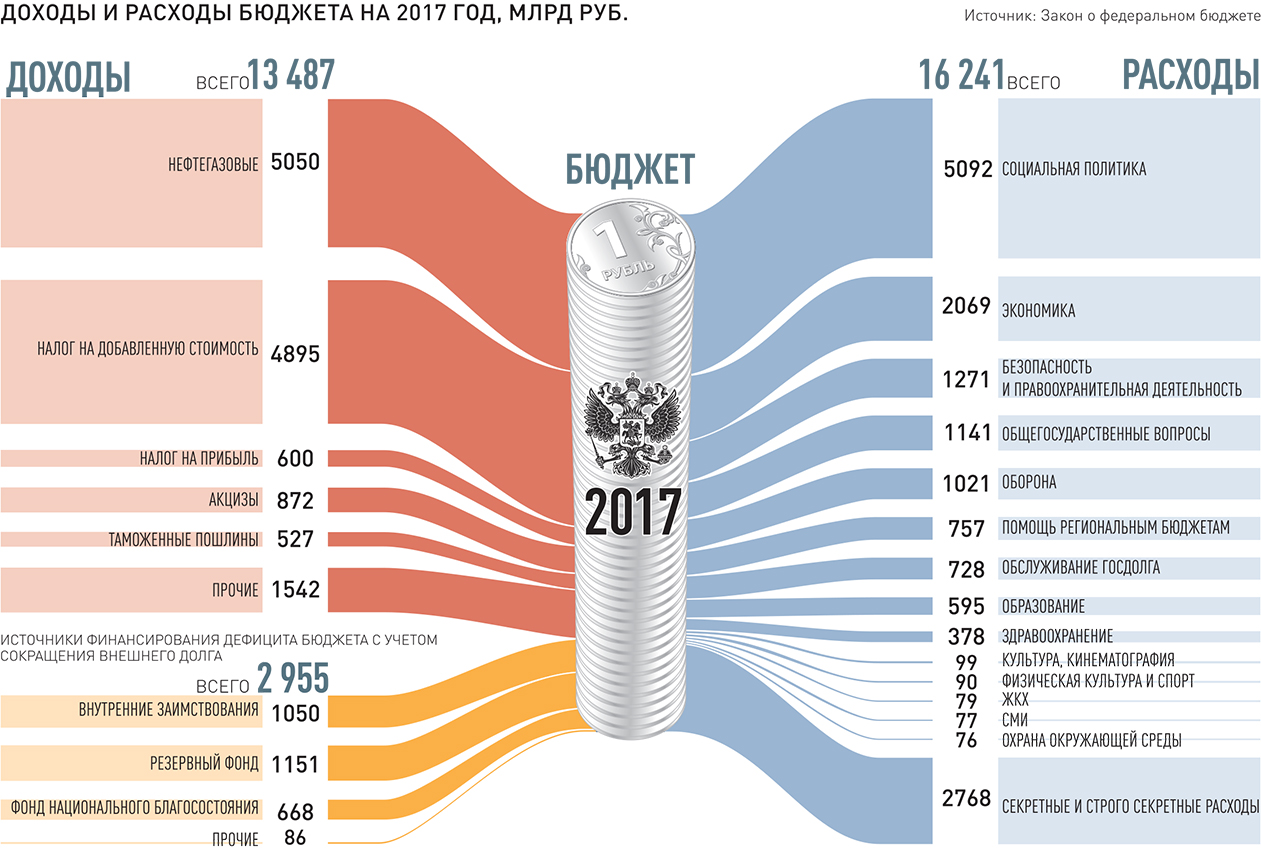 ДОХОДЫ И РАСХОДЫ БЮДЖЕТА НА 2017 ГОД, МЛРД РУБ.
Источник: Закон о федеральном бюджете
ДОХОДЫ ВСЕГО 13 487
НЕФТЕГАЗОВЫЕ 5050
НАЛОГ НА ДОБАВЛЕННУЮ СТОИМОСТЬ 4895
НАЛОГ НА ПРИБЫЛЬ 600
АКЦИЗЫ 872
ТАМОЖЕННЫЕ ПОШЛИНЫ 527
ПРОЧИЕ 1542
ИСТОЧНИКИ ФИНАНСИРОВАНИЯ ДЕФИЦИТА БЮДЖЕТА С УЧЕТОМ
СОКРАЩЕНИЯ ВНЕШНЕГО ДОЛГА
ВСЕГО 2 955
ВНУТРЕННИЕ ЗАИМСТВОВАНИЯ 1050
РЕЗЕРВНЫЙ ФОНД 1151
ФОНД НАЦИОНАЛЬНОГО БЛАГОСОСТОЯНИЯ 668
ПРОЧИЕ 86
БЮДЖЕТ
1
РУБЛЬ
2017
16 241 ВСЕГО РАСХОДЫ
5092 СОЦИАЛЬНАЯ ПОЛИТИКА
2069 ЭКОНОМИКА
1271 БЕЗОПАСНОСТЬ
И ПРАВООХРАНИТЕЛЬНАЯ ДЕЯТЕЛЬНОСТЬ
1141 ОБЩЕГОСУДАРСТВЕННЫЕ ВОПРОСЫ
1021 ОБОРОНА
757 ПОМОЩЬ РЕГИОНАЛЬНЫМ БЮДЖЕТАМ
728 ОБСЛУЖИВАНИЕ ГОСДОЛГА
595 ОБРАЗОВАНИЕ
378 ЗДРАВООХРАНЕНИЕ
99 КУЛЬТУРА, КИНЕМАТОГРАФИЯ
90 ФИЗИЧЕСКАЯ КУЛЬТУРА И СПОРТ
79 ЖКХ
77 СМИ
76 ОХРАНА ОКРУЖАЮЩЕЙ СРЕДЫ
2768 СЕКРЕТНЫЕ И СТРОГО СЕКРЕТНЫЕ РАСХОДЫ